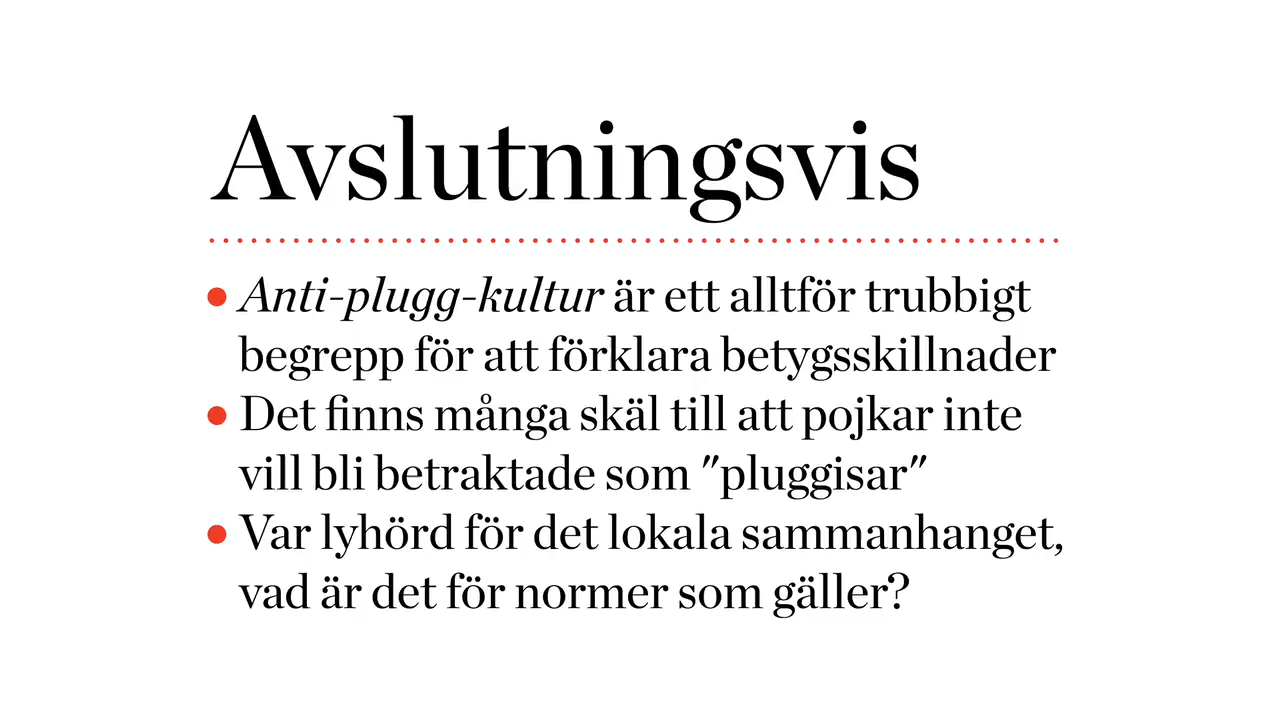 Avslutningsvis
• Anti-plugg-kultur är ett alltför trubbigt
begrepp för att förklara betygsskillnader
• Det finns många skäl till att pojkar inte
vill bli betraktade som "pluggisar"
• Var lyhörd för det lokala sammanhanget,
vad är det för normer som gäller?